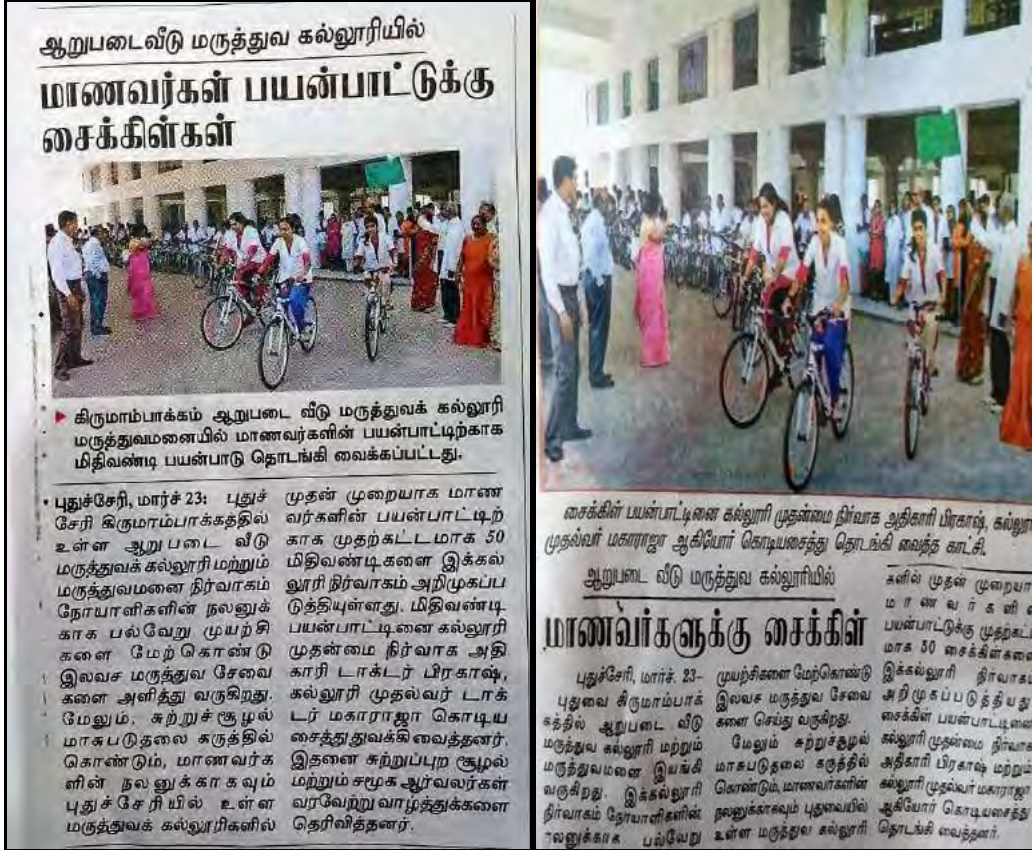 ஆறுபடைவீடு மருத்துவ கல்லூரியில்
மாணவர்கள் பயன்பாட்டுக்கு
சைக்கிள்கள்
கிருமாம்பாக்கம் ஆறுபடை வீடு மருத்துவக் கல்லூரி
மருத்துவமனையில் மாணவர்களின் பயன்பாட்டிற்காக
மிதிவண்டி பயன்பாடு தொடங்கி வைக்கப்பட்டது.
புதுச்சேரி, மார்ச் 23: புதுச்
சேரி கிருமாம்பாக்கத்தில்
உள்ள ஆறுபடை வீடு
மருத்துவக் கல்லூரி மற்றும்
மருத்துவமனை நிர்வாகம்
நோயாளிகளின் நலனுக்
காக பல்வேறு முயற்சி
களை மேற்கொண்டு
இலவச மருத்துவ சேவை
களை அளித்து வருகிறது.
மேலும், சுற்றுச்சூழல்
மாசுபடுதலை கருத்தில்
கொண்டும், மாணவர்க
ளின் நலனுக்காகவும்
புதுச்சேரியில் உள்ள
மருத்துவக் கல்லூரிகளில்
முதன் முறையாக மாண
வர்களின் பயன்பாட்டிற்
காக முதற்கட்டமாக 50
மிதிவண்டிகளை இக்கல்
லூரி நிர்வாகம் அறிமுகப்ப
டுத்தியுள்ளது. மிதிவண்டி
பயன்பாட்டினை கல்லூரி
முதன்மை நிர்வாக அதி
காரி டாக்டர் பிரகாஷ்,
கல்லூரி முதல்வர் டாக்
டர் மகாராஜா கொடிய
சைத்து துவக்கி வைத்தனர்.
இதனை சுற்றுப்புற சூழல்
மற்றும் சமூக ஆர்வலர்கள்
வரவேற்று வாழ்த்துக்களை
தெரிவித்தனர்.
சைக்கிள் பயன்பாட்டினை கல்லூரி முதன்மை நிர்வாக அதிகாரி பிரகாஷ், கல்லூரி
முதல்வர் மகாராஜா ஆகியோர் கொடியசைத்து தொடங்கி வைத்த காட்சி.
ஆறுபடை வீடு மருத்துவ கல்லூரியில்
மாணவர்களுக்கு சைக்கிள்
புதுச்சேரி, மார்ச். 23-
புதுவை கிருமாம்பாக்
கத்தில் ஆறுபடை வீடு
மருத்துவ கல்லூரி மற்றும்
மருத்துவமனை இயங்கி
வருகிறது. இக்கல்லூரி
நிர்வாகம் நோயாளிகளின்
நலனுக்காக பல்வேறு
முயற்சிகளை மேற்கொண்டு
இலவச மருத்துவ சேவை
களை செய்து வருகிறது.
மேலும் சுற்றுச்சூழல்
மாசுபடுதலை கருத்தில்
கொண்டும், மாணவர்களின்
நலனுக்காகவும் புதுவையில்
உள்ள மருத்துவ கல்லூரி
களில் முதன் முறையாக
மாணவர்களி
பயன்பாட்டுக்கு முதற்கட்ட
மாக 50 சைக்கிள்களை
இக்கல்லூரி நிர்வாகம்
அறிமுகப்படுத்தியது
சைக்கிள் பயன்பாட்டினை
கல்லூரி முதன்மை நிர்வாக
அதிகாரி பிரகாஷ் மற்றும்
கல்லூரி முதல்வர் மகாராஜா
ஆகியோர் கொடியசைத்து
தொடங்கி வைத்தனர்.